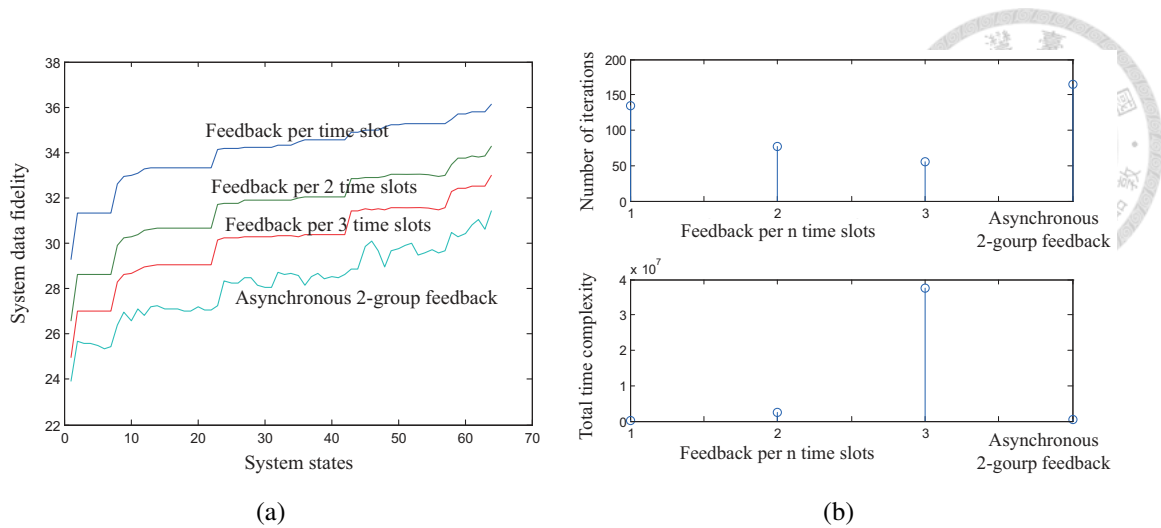 38
36
34
32
30
28
26
24
22
System data fidelity
Feedback per time slot
Feedback per 2 time slots
Feedback per 3 time slots
Asynchronous 2-group feedback
0 10 20 30 40 50 60 70
System states
(a)
200
150
100
50
0
Number of iterations
1 2 3
Feedback per n time slots
Asynchronous
2-gourp feedback
x 10^7
4
3
2
1
0
Total time complexity
1 2 3
Feedback per n time slots
Asynchronous
2-gourp feedback
(b)